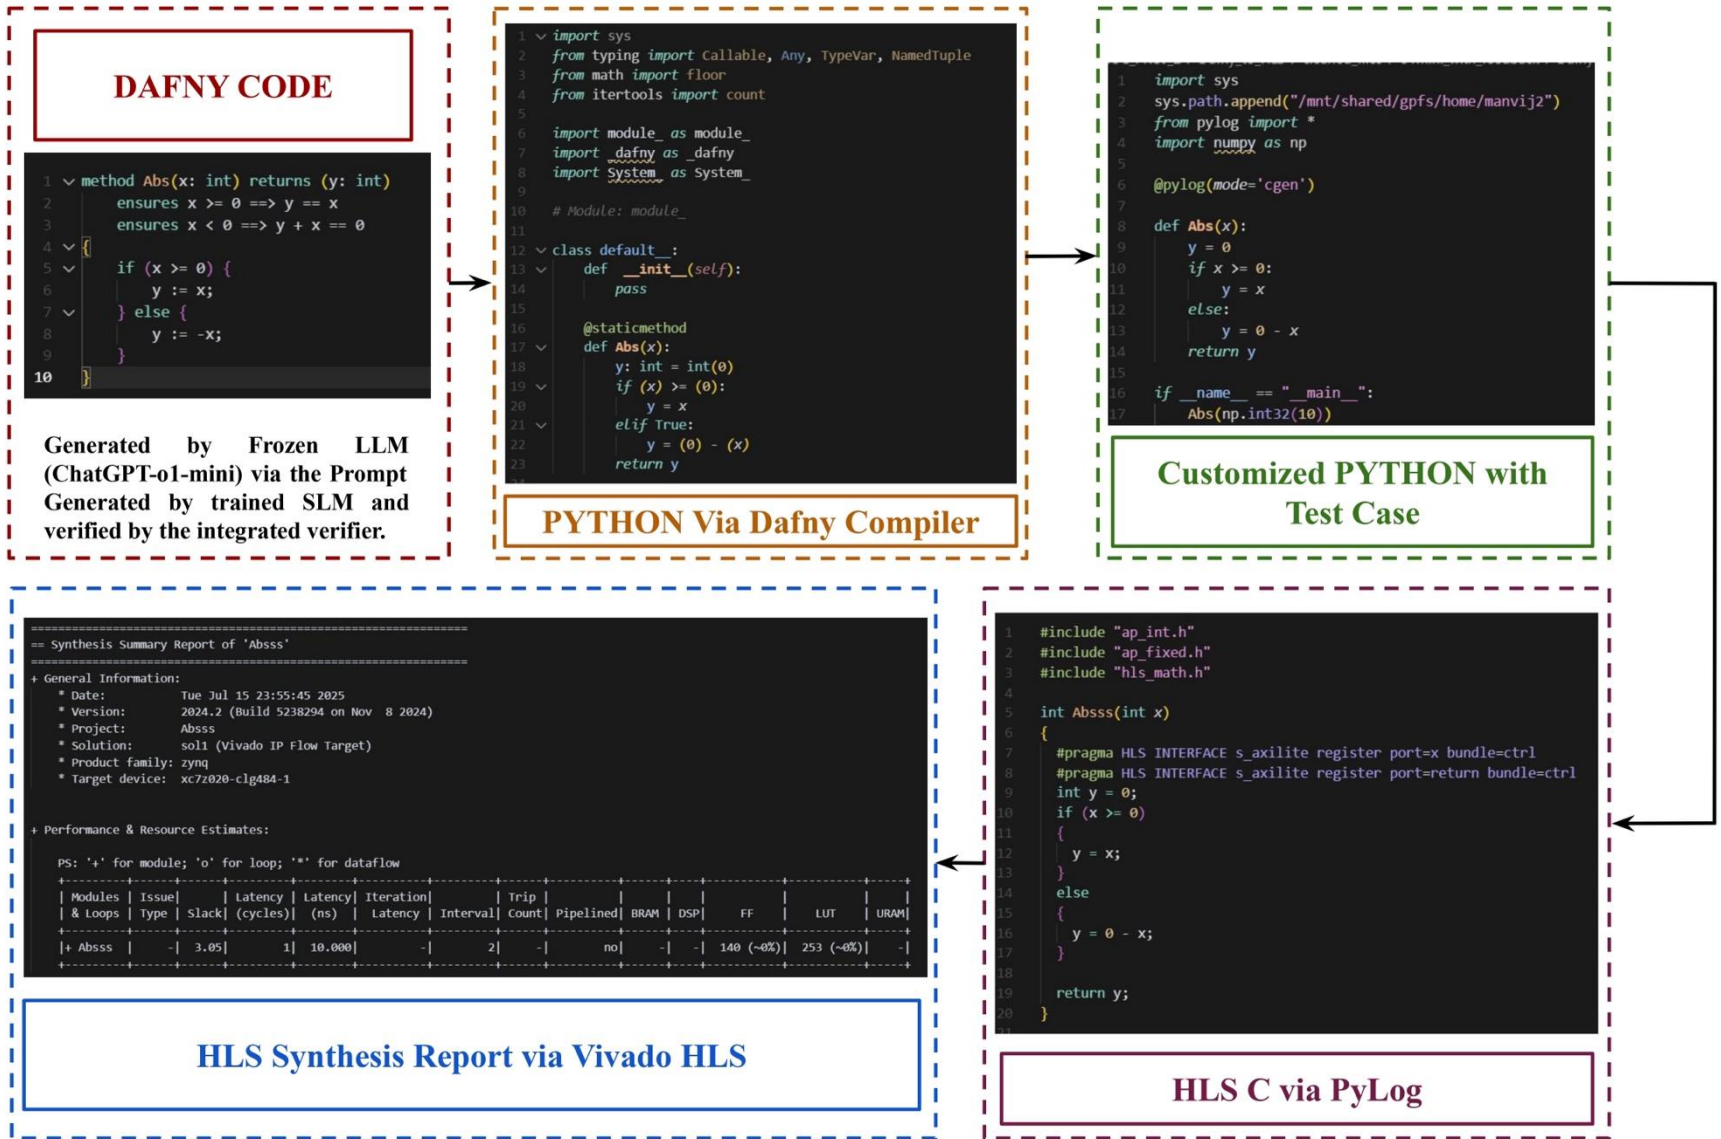 DAFNY CODE
1 method Abs(x: int) returns (y: int)
2 ensures x >= 0 ==> y == x
3 ensures x < 0 ==> y + x == 0
4 {
5 if (x >= 0) {
6 y := x;
7 } else {
8 y := -x;
9 }
10 }
Generated by Frozen LLM
(ChatGPT-o1-mini) via the Prompt
Generated by trained SLM and
verified by the integrated verifier.
1 import sys
2 from typing import Callable, Any, TypeVar, NamedTuple
3 from math import floor
4 from itertools import count
5
6 import module_ as module_
7 import _dafny as _dafny
8 import System_ as System_
9
10 # Module: module_
11
12 class default__:
13 def __init__(self):
14 pass
15
16 @staticmethod
17 def Abs(x):
18 y: int = int(0)
19 if (x) >= (0):
20 y = x
21 elif True:
22 y = (0) - (x)
23 return y
PYTHON Via Dafny Compiler
1 import sys
2 sys.path.append("/mnt/shared/gpfs/home/manvij2")
3 from pylog import *
4 import numpy as np
5
6 @pylog(mode='cgen')
7
8 def Abs(x):
9 y = 0
10 if x >= 0:
11 y = x
12 else:
13 y = 0 - x
14 return y
15
16 if __name__ == "__main__":
17 Abs(np.int32(10))
Customized PYTHON with
Test Case
================================================================
== Synthesis Summary Report of 'Absss'
================================================================
+ General Information:
* Date: Tue Jul 15 23:55:45 2025
* Version: 2024.2 (Build 5238294 on Nov 8 2024)
* Project: Absss
* Solution: sol1 (Vivado IP Flow Target)
* Product family: zynq
* Target device: xc7z020-clg484-1
+ Performance & Resource Estimates:
PS: '+' for module; 'o' for loop; '*' for dataflow
+---------+------+------+---------+--------+----------+---------+------+----------+-----+----+----------+----------+-----+
| Modules | Issue| | Latency | Latency| Iteration| | Trip | | | | | | |
| & Loops | Type | Slack| (cycles)| (ns) | Latency | Interval| Count| Pipelined| BRAM | DSP| FF | LUT | URAM|
+---------+------+------+---------+--------+----------+---------+------+----------+-----+----+----------+----------+-----+
|+ Absss | -| 3.05| 1| 10.000| -| 2| -| no| -| -| 140 (~0%)| 253 (~0%)| -|
+---------+------+------+---------+--------+----------+---------+------+----------+-----+----+----------+----------+-----+
HLS Synthesis Report via Vivado HLS
1 #include "ap_int.h"
2 #include "ap_fixed.h"
3 #include "hls_math.h"
4
5 int Absss(int x)
6 {
7 #pragma HLS INTERFACE s_axilite register port=x bundle=ctrl
8 #pragma HLS INTERFACE s_axilite register port=return bundle=ctrl
9 int y = 0;
10 if (x >= 0)
11 {
12 y = x;
13 }
14 else
15 {
16 y = 0 - x;
17 }
18
19 return y;
20 }
21
HLS C via PyLog